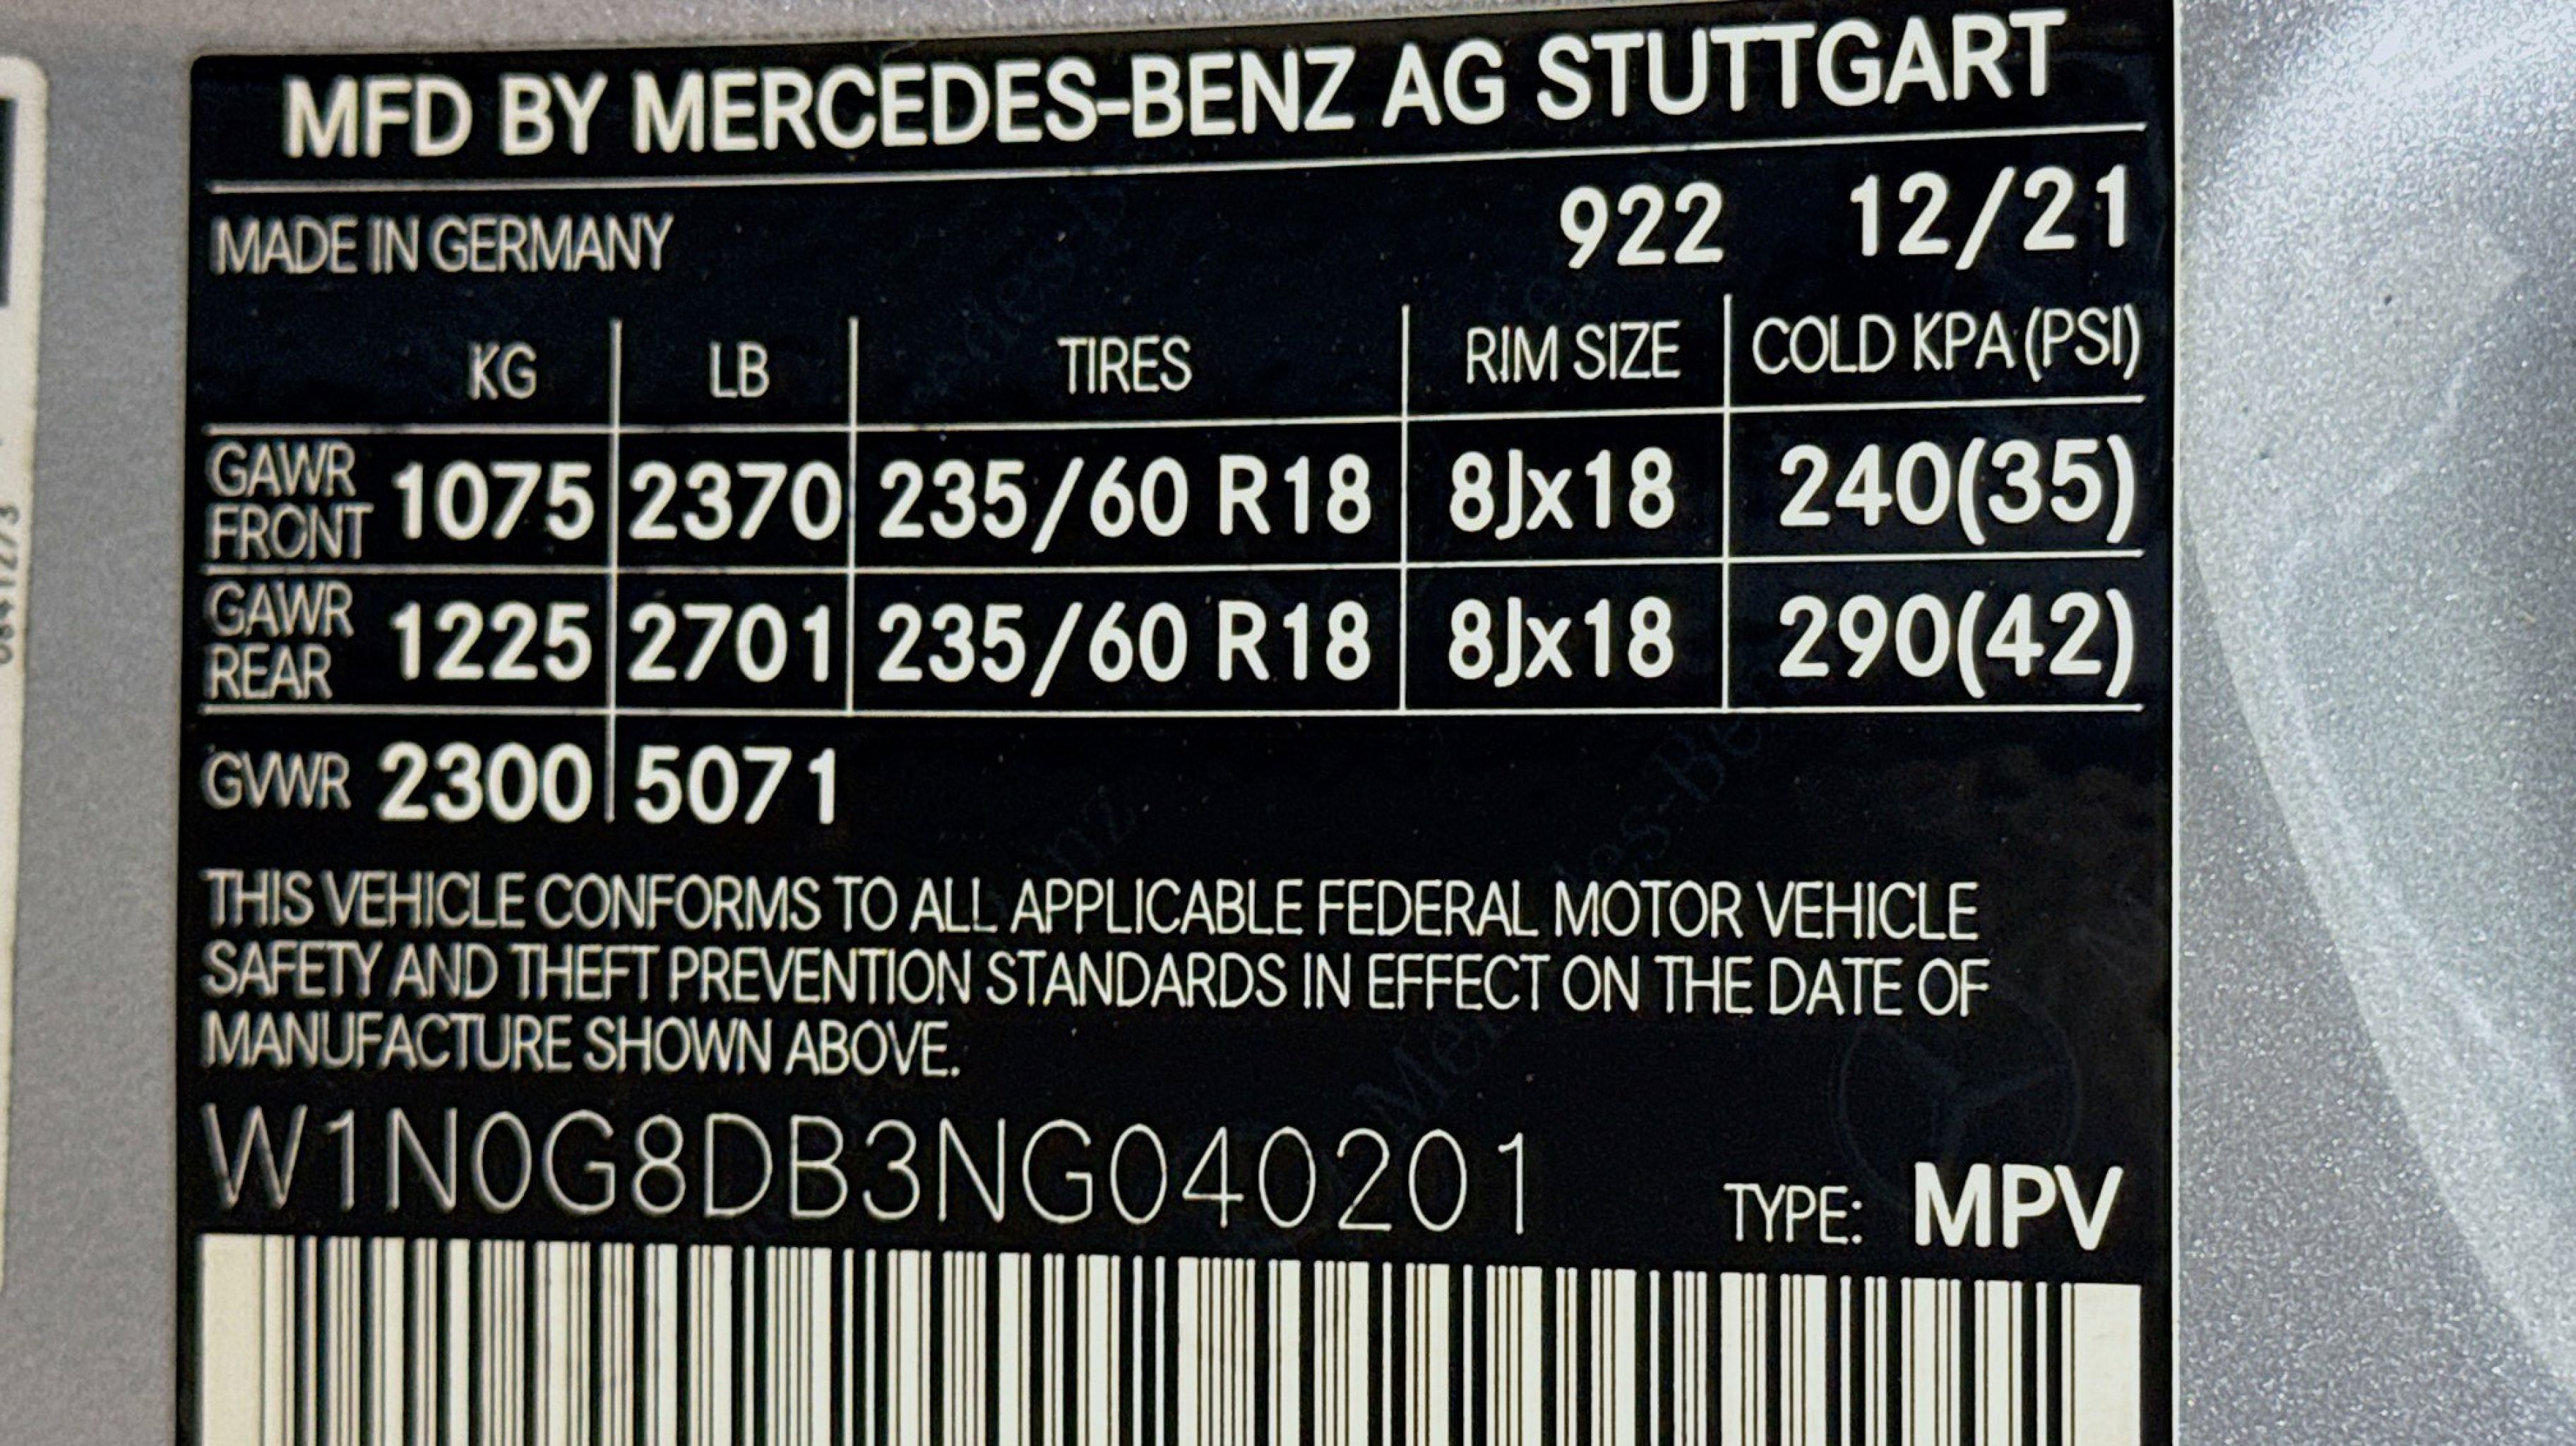 MFD BY MERCEDES-BENZ AG STUTTGART
MADE IN GERMANY 922 12/21
KG LB TIRES RIM SIZE COLD KPA (PSI)
GAWR FRONT 1075 2370 235/60 R18 8Jx18 240(35)
GAWR REAR 1225 2701 235/60 R18 8Jx18 290(42)
GVWR 2300 5071
THIS VEHICLE CONFORMS TO ALL APPLICABLE FEDERAL MOTOR VEHICLE
SAFETY AND THEFT PREVENTION STANDARDS IN EFFECT ON THE DATE OF
MANUFACTURE SHOWN ABOVE.
W1N0G8DB3NG040201 TYPE: MPV